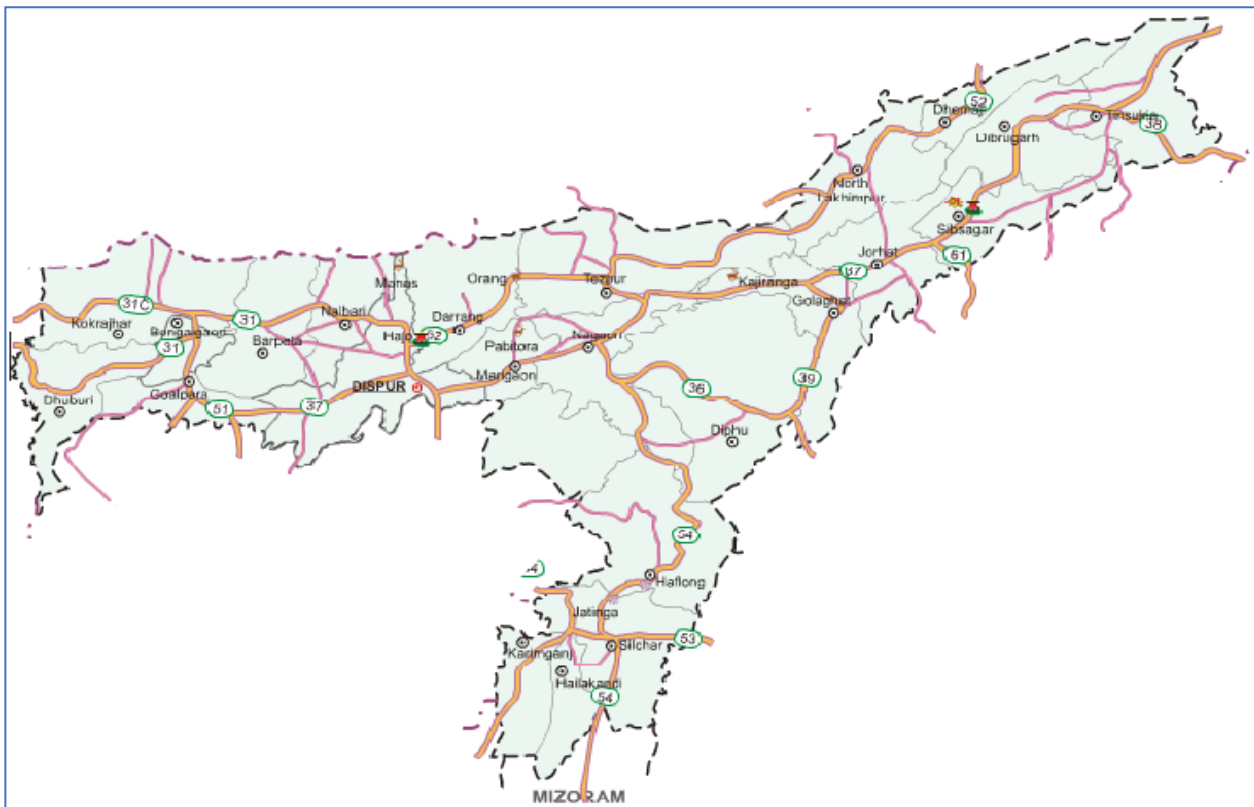 52
Dhemaji
Tinsukia
38
Dibrugarh
North
Lakhimpur
Sibsagar
Jorhat
61
Manas
Orang
Tezpur
Kajiranga
37
Golaghat
31C
Kokrajhar
Bongaigaon
31
Nalbari
Hajo
52
Darrang
31
Barpeta
Pabitora
Nagaon
Marigaon
DISPUR
Goalpara
Dhuburi
51
37
36
39
Diphu
54
Haflong
Jatinga
Karimganj
Silchar
53
Hailakandi
54
MIZORAM